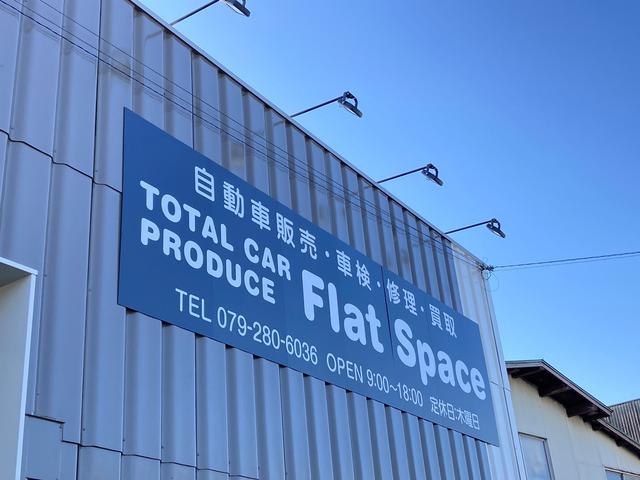 自動車販売・車検・修理・買取
TOTAL CAR
PRODUCE
Flat Space
TEL 079-280-6036 OPEN 9:00~18:00 定休日:木曜日